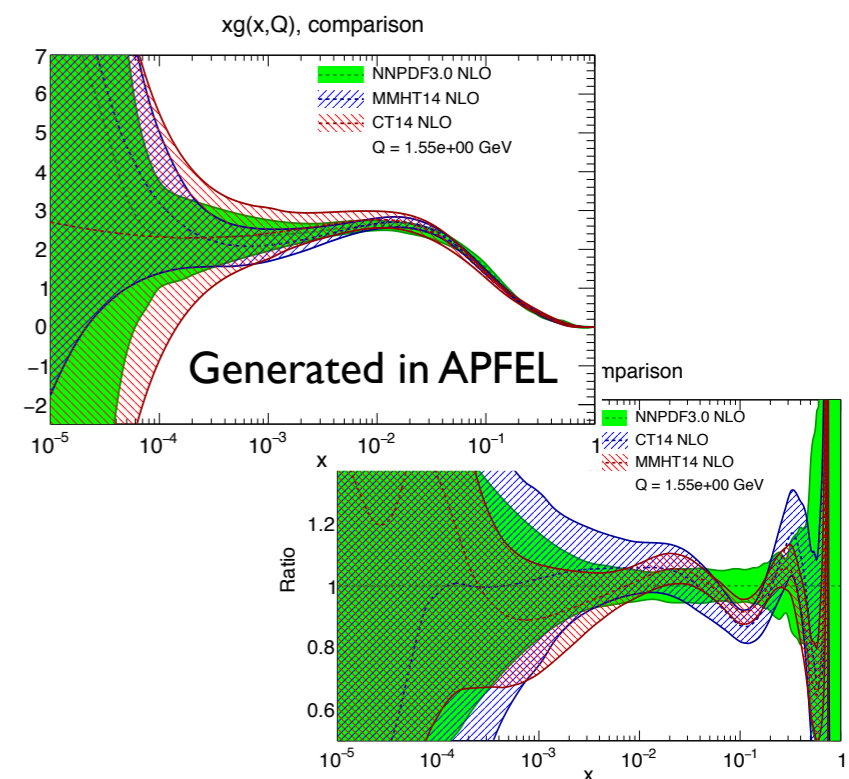 xg(x,Q), comparison
NNPDF3.0 NLO
MMHT14 NLO
CT14 NLO
Q = 1.55e+00 GeV
7
6
5
4
3
2
1
0
−1
−2
Generated in APFEL
10⁻⁵ 10⁻⁴ 10⁻³ 10⁻² 10⁻¹ 1
x
mparison
NNPDF3.0 NLO
CT14 NLO
MMHT14 NLO
Q = 1.55e+00 GeV
Ratio
1.2
1
0.8
0.6
10⁻⁵ 10⁻⁴ 10⁻³ 10⁻² 10⁻¹ 1
x